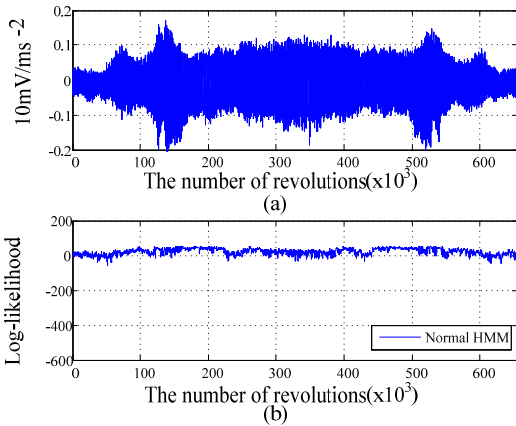 0.2
0.1
0
-0.1
0.2
10mV/ms -2
0 100 200 300 400 500 600
The number of revolutions(x10³)
(a)
200
0
-200
-400
-600
Log-likelihood
Normal HMM
0 100 200 300 400 500 600
The number of revolutions(x10³)
(b)